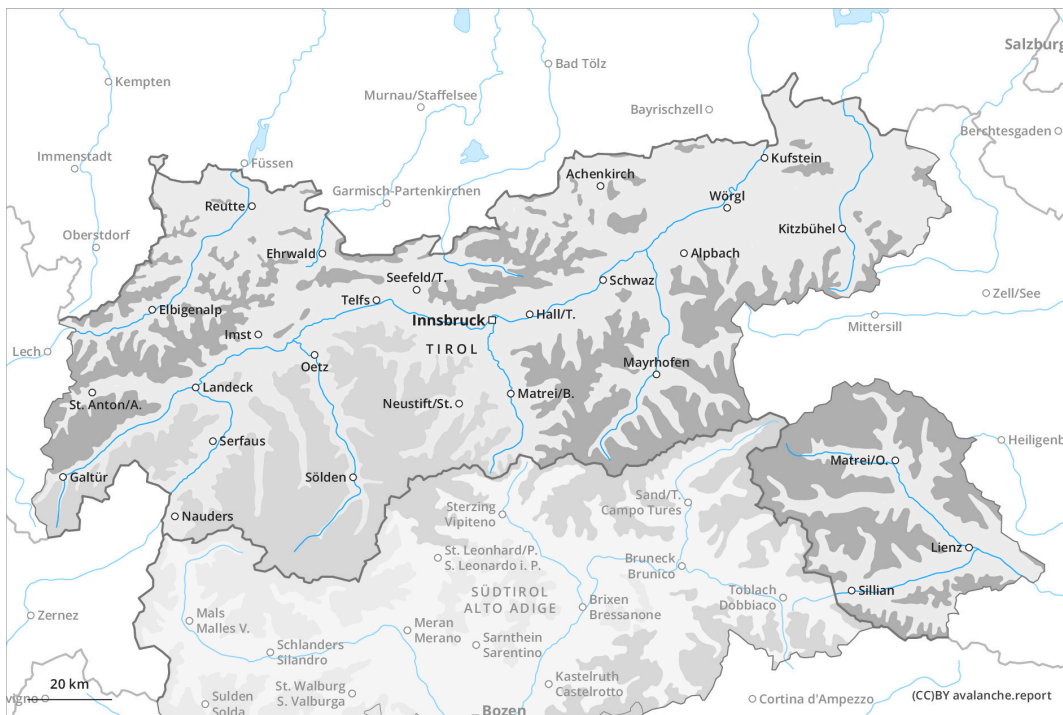 Salzburg
Kempten
Bad Tölz
Murnau/Staffelsee
Bayrischzell
Berchtesgaden
Immenstadt
Füssen
Kufstein
Achenkirch
Garmisch-Partenkirchen
Reutte
Wörgl
Kitzbühel
Oberstdorf
Ehrwald
Alpbach
Seefeld/T.
Schwaz
Zell/See
Telfs
Elbigenalp
Innsbruck
Hall/T.
Mittersill
Imst
TIROL
Lech
Oetz
Mayrhofen
Landeck
St. Anton/A.
Neustift/St.
Matrei/B.
Serfaus
Heiligenb
Matrei/O.
Galtür
Sölden
Sand/T.
Campo Tures
Sterzing
Vipiteno
Nauders
Lienz
St. Leonhard/P.
S. Leonardo i. P.
Bruneck
Brunico
SÜDTIROL
ALTO ADIGE
Toblach
Dobbiaco
Sillian
Brixen
Bressanone
Zernez
Mals
Malles V.
Meran
Merano
Sarnthein
Sarentino
Schlanders
Silandro
Kastelruth
Castelrotto
20 km
St. Walburg
S. Valburga
vigno
Sulden
Solda
Cortina d'Ampezzo
(CC)BY avalanche.report
Bozen